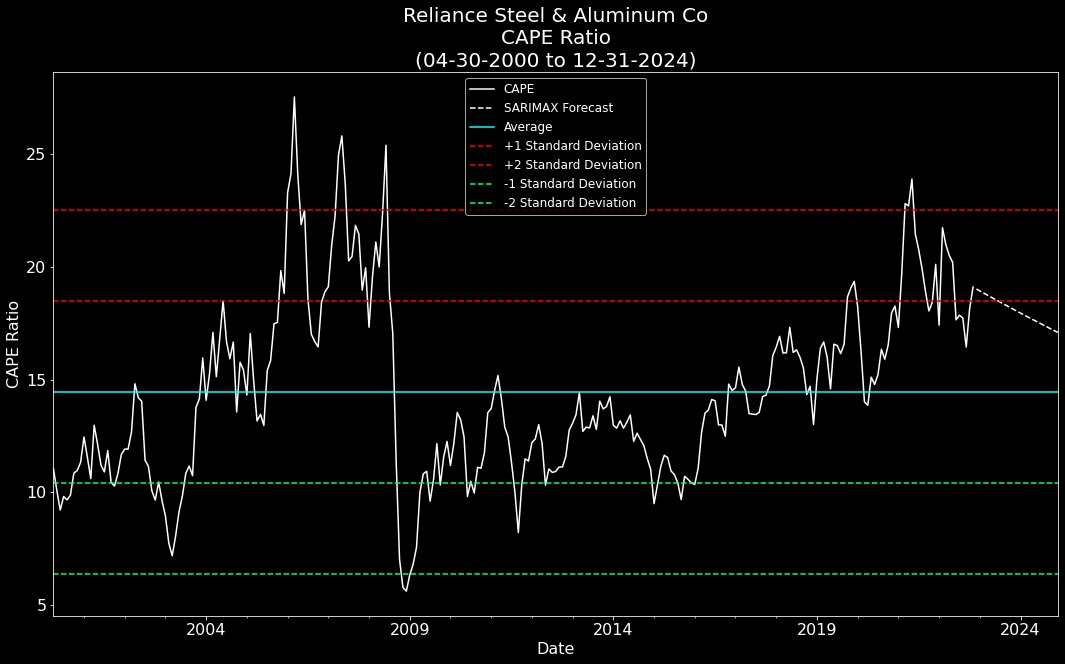 Reliance Steel & Aluminum Co
CAPE Ratio
(04-30-2000 to 12-31-2024)
CAPE
SARIMAX Forecast
Average
+1 Standard Deviation
+2 Standard Deviation
-1 Standard Deviation
-2 Standard Deviation
CAPE Ratio
25
20
15
10
5
2004 2009 2014 2019 2024
Date